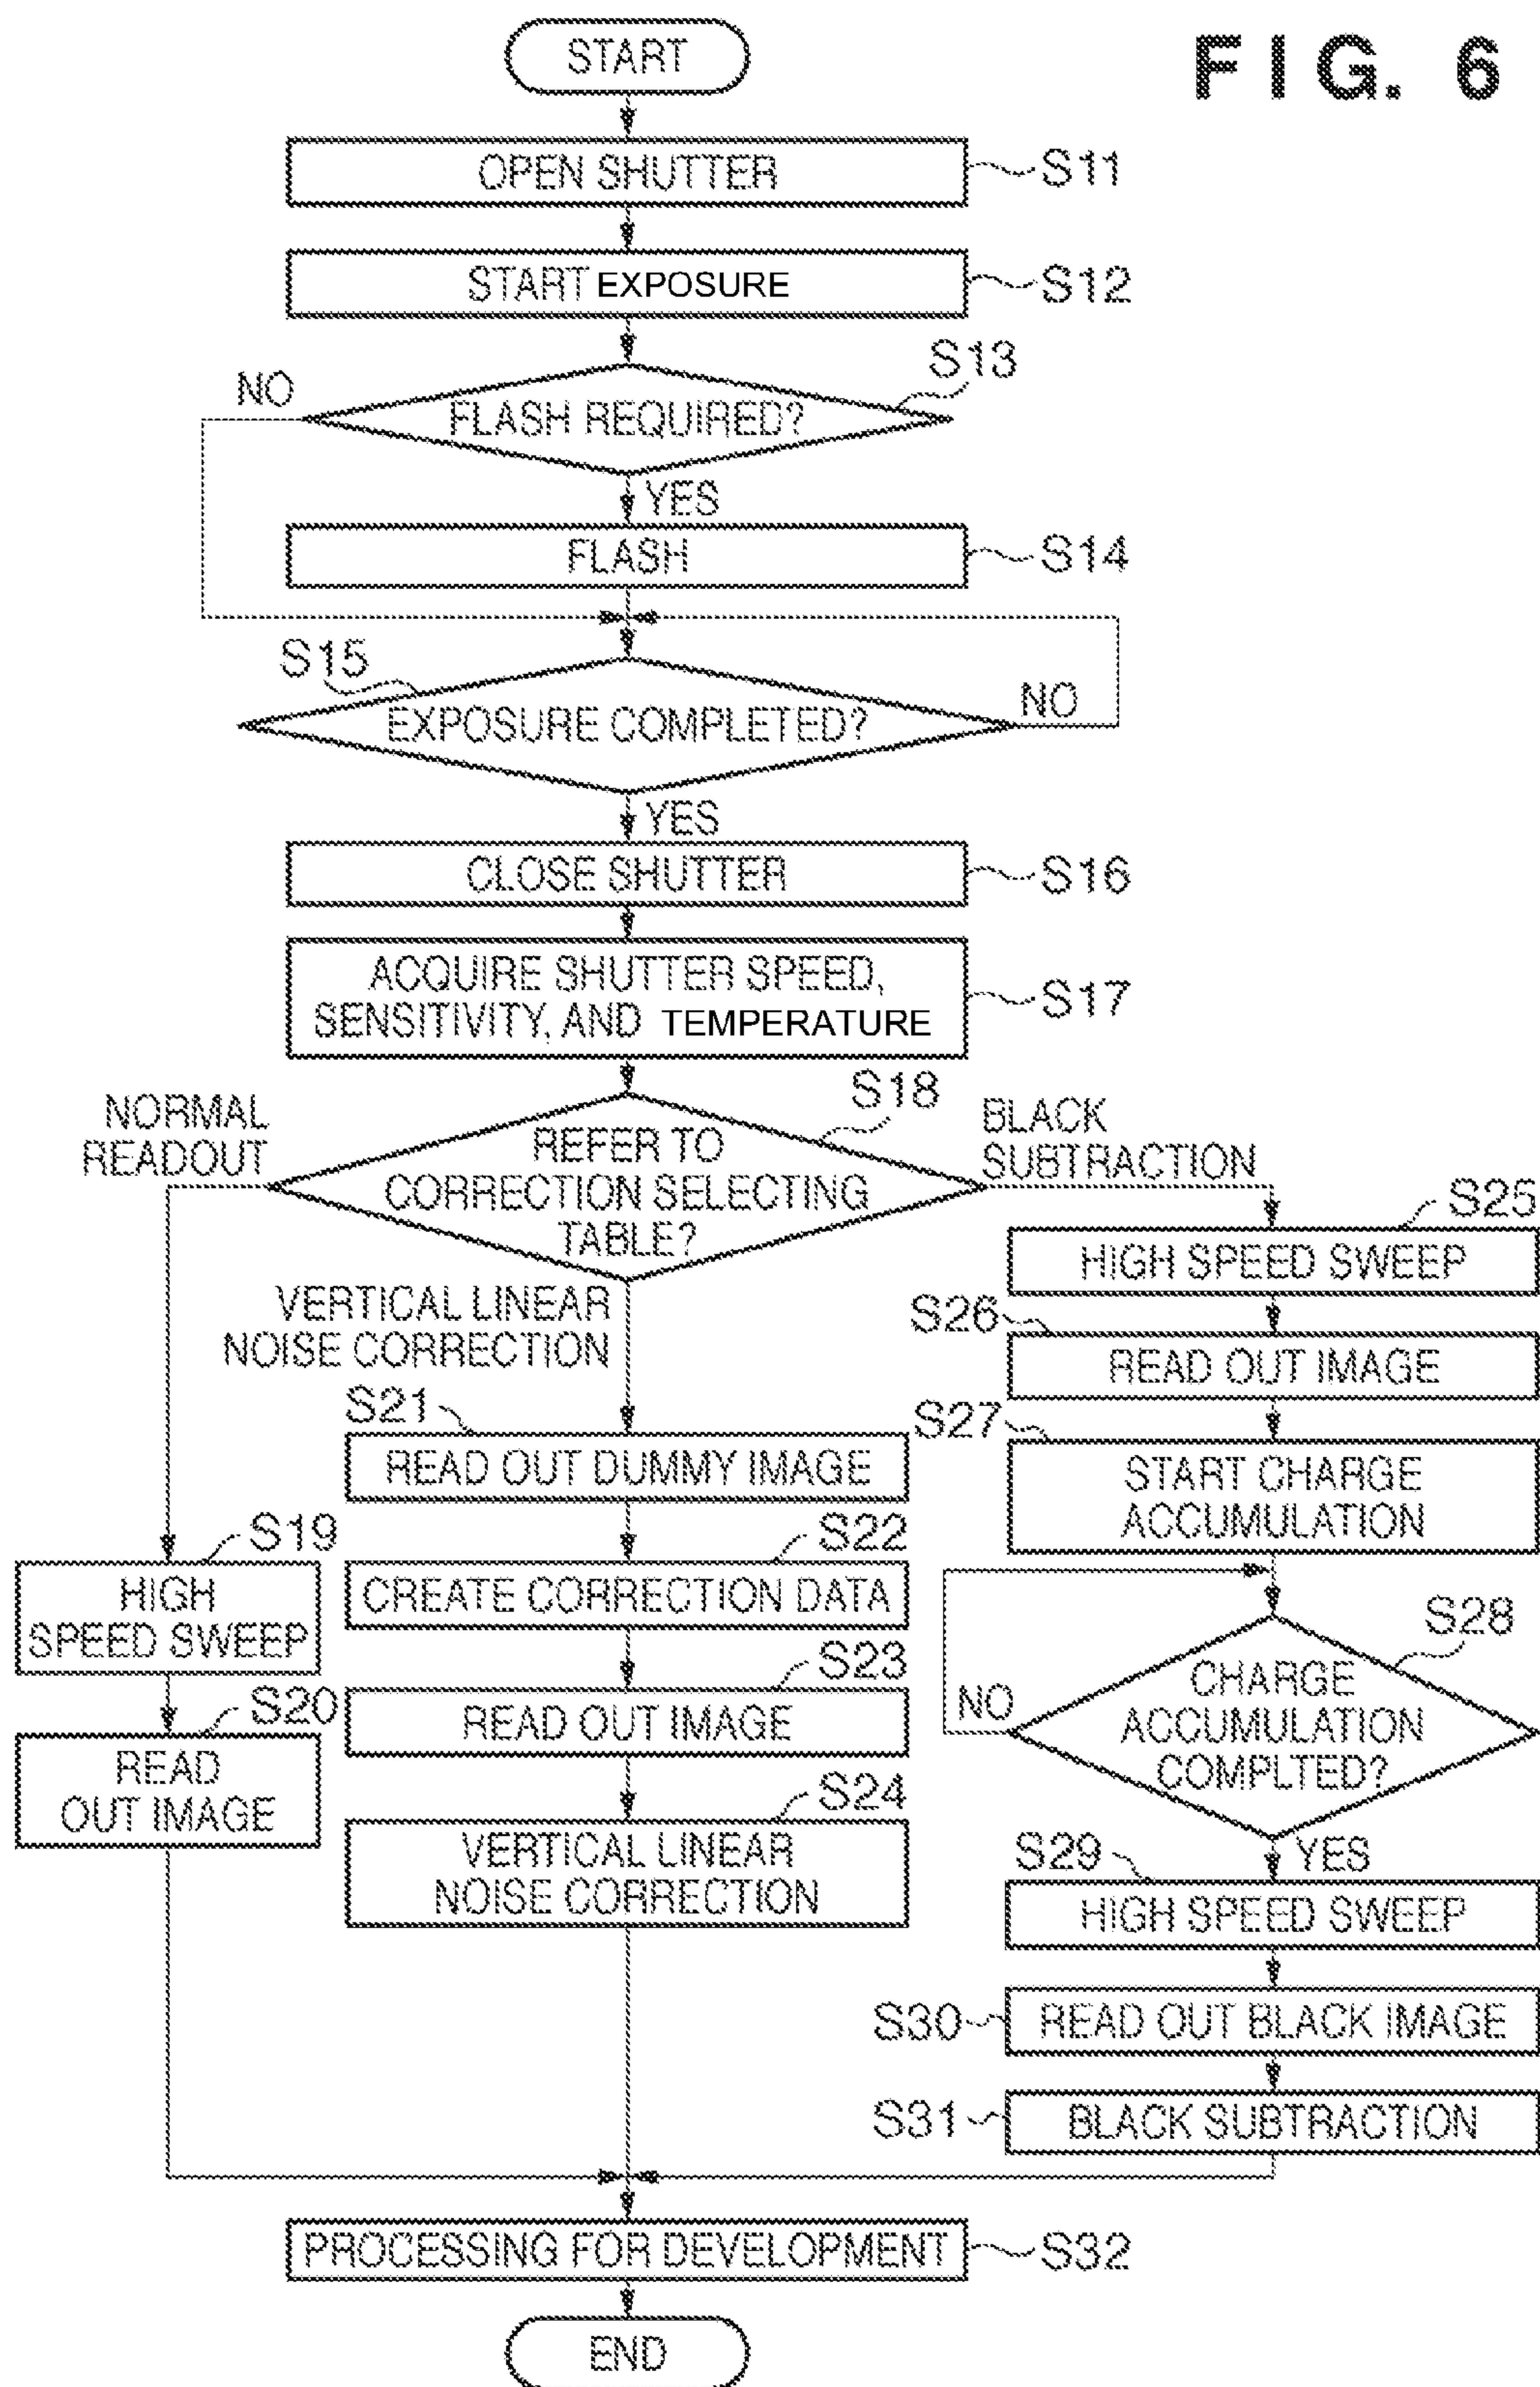 FIG. 6
START
OPEN SHUTTER
S11
START EXPOSURE
S12
S13
NO
FLASH REQUIRED?
YES
FLASH
S14
S15
EXPOSURE COMPLETED?
NO
YES
CLOSE SHUTTER
S16
ACQUIRE SHUTTER SPEED,
SENSITIVITY, AND TEMPERATURE
S17
S18
NORMAL
READOUT
REFER TO
CORRECTION SELECTING
TABLE?
BLACK
SUBTRACTION
VERTICAL LINEAR
NOISE CORRECTION
S19
HIGH
SPEED SWEEP
S20
READ
OUT IMAGE
S21
READ OUT DUMMY IMAGE
S22
CREATE CORRECTION DATA
S23
READ OUT IMAGE
S24
VERTICAL LINEAR
NOISE CORRECTION
S25
HIGH SPEED SWEEP
S26
READ OUT IMAGE
S27
START CHARGE
ACCUMULATION
S28
CHARGE
ACCUMULATION
COMPLTED?
NO
YES
S29
HIGH SPEED SWEEP
S30
READ OUT BLACK IMAGE
S31
BLACK SUBTRACTION
PROCESSING FOR DEVELOPMENT
S32
END